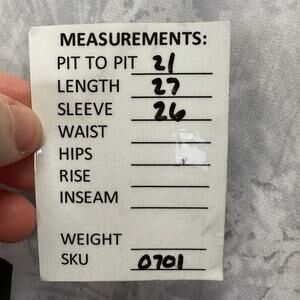 MEASUREMENTS:
PIT TO PIT 21
LENGTH 27
SLEEVE 26
WAIST
HIPS
RISE
INSEAM
WEIGHT
SKU 0701